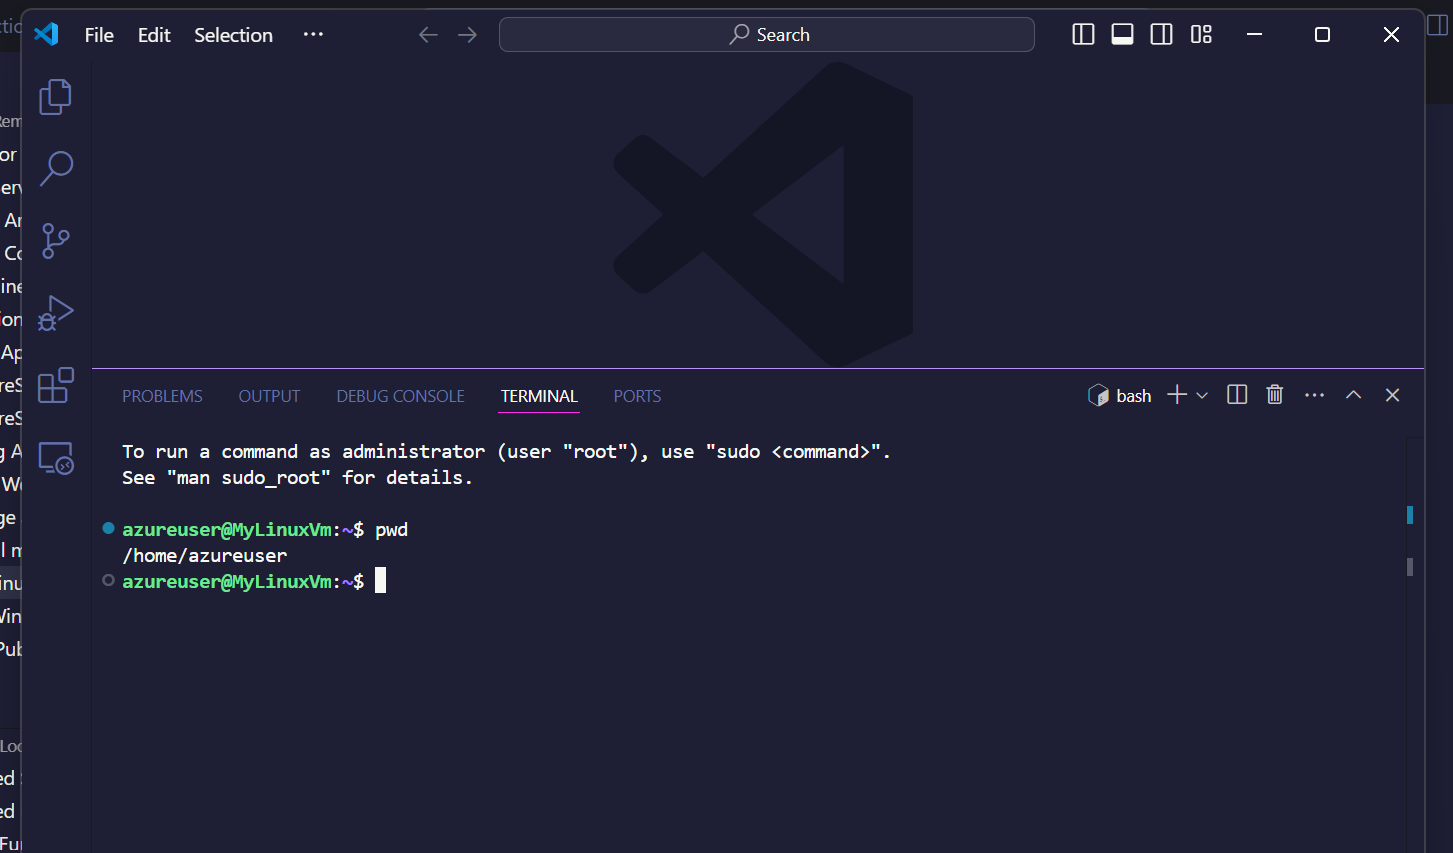 File Edit Selection ··· Search
PROBLEMS OUTPUT DEBUG CONSOLE TERMINAL PORTS bash
To run a command as administrator (user "root"), use "sudo <command>".
See "man sudo_root" for details.
azureuser@MyLinuxVm:~$ pwd
/home/azureuser
azureuser@MyLinuxVm:~$